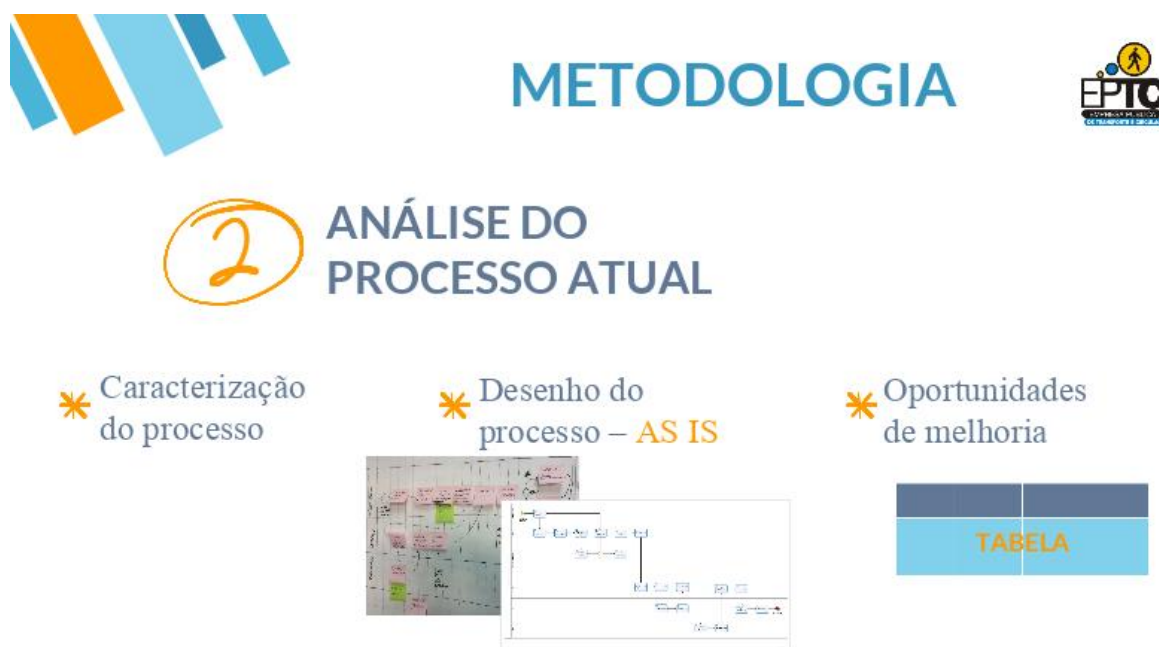 METODOLOGIA
EPTC
2
ANÁLISE DO
PROCESSO ATUAL
Caracterização
do processo
Desenho do
processo – AS IS
Oportunidades
de melhoria
TABELA